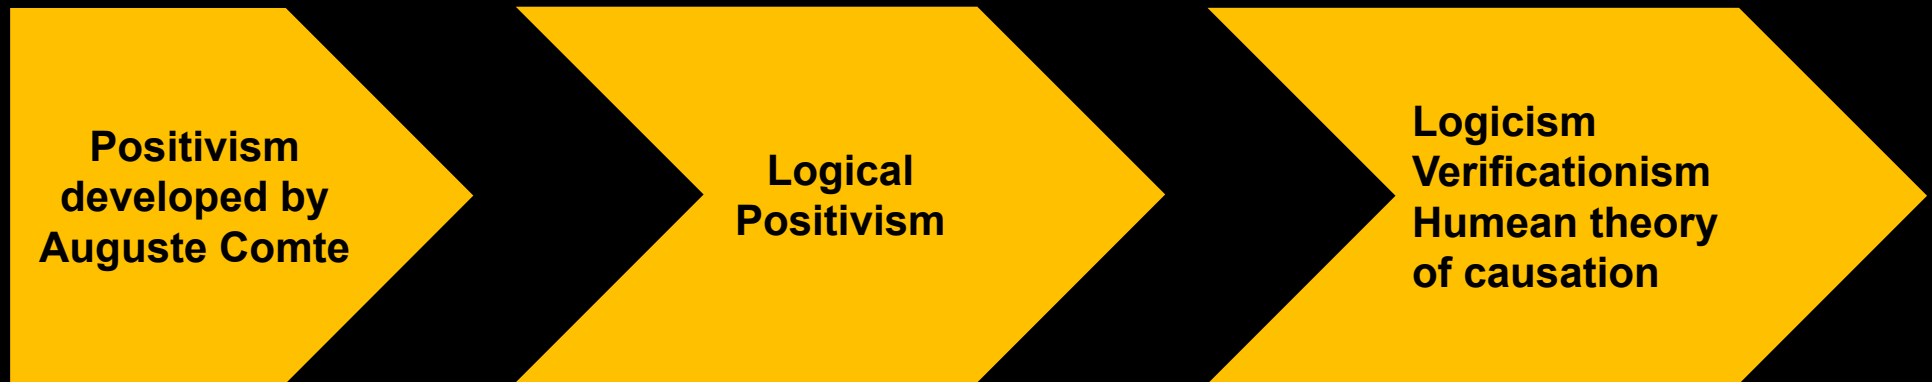 Positivism
developed by
Auguste Comte
Logical
Positivism
Logicism
Verificationism
Humean theory
of causation